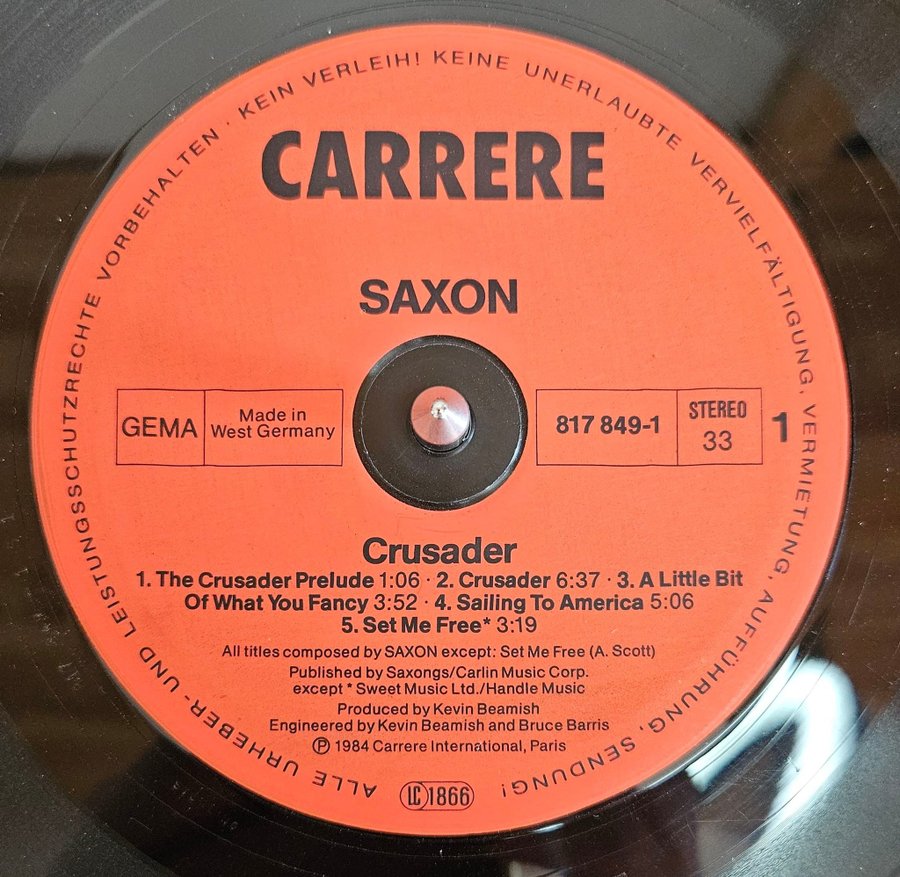 ALLE URHEBER- UND LEISTUNGSSCHUTZRECHTE VORBEHALTEN · KEIN VERLEIH! KEINE UNERLAUBTE VERVIELFÄLTIGUNG, VERMIETUNG, AUFFÜHRUNG, SENDUNG!
CARRERE
SAXON
GEMA
Made in
West Germany
817 849-1
STEREO
33
1
Crusader
1. The Crusader Prelude 1:06 · 2. Crusader 6:37 · 3. A Little Bit
Of What You Fancy 3:52 · 4. Sailing To America 5:06
5. Set Me Free* 3:19
All titles composed by SAXON except: Set Me Free (A. Scott)
Published by Saxongs/Carlin Music Corp.
except * Sweet Music Ltd./Handle Music
Produced by Kevin Beamish
Engineered by Kevin Beamish and Bruce Barris
℗ 1984 Carrere International, Paris
LC 1866